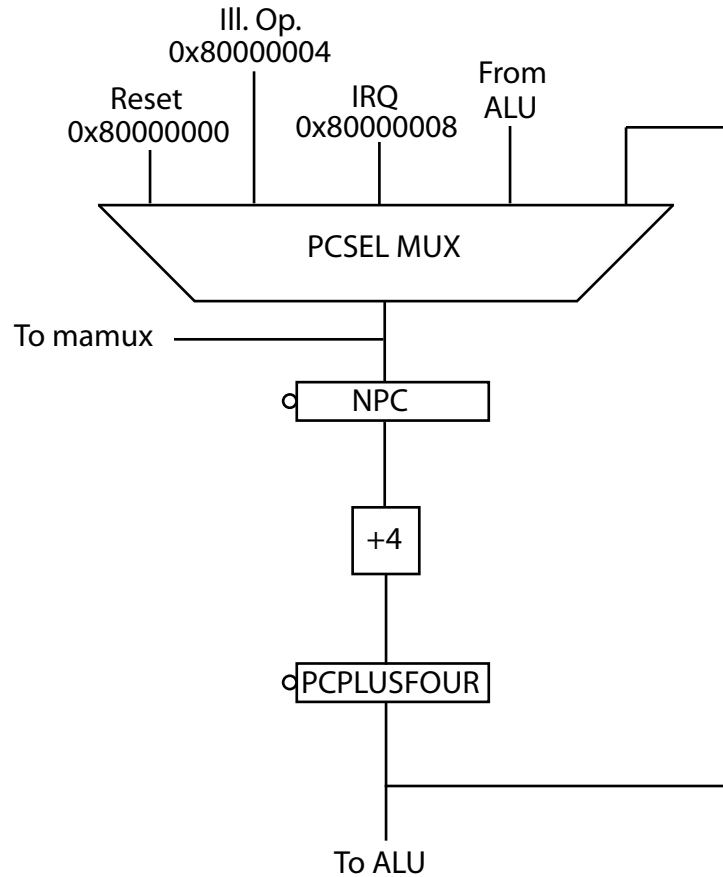 Ill. Op.
0x80000004
Reset
0x80000000
IRQ
0x80000008
From
ALU
PCSEL MUX
To mamux
NPC
+4
PCPLUSFOUR
To ALU